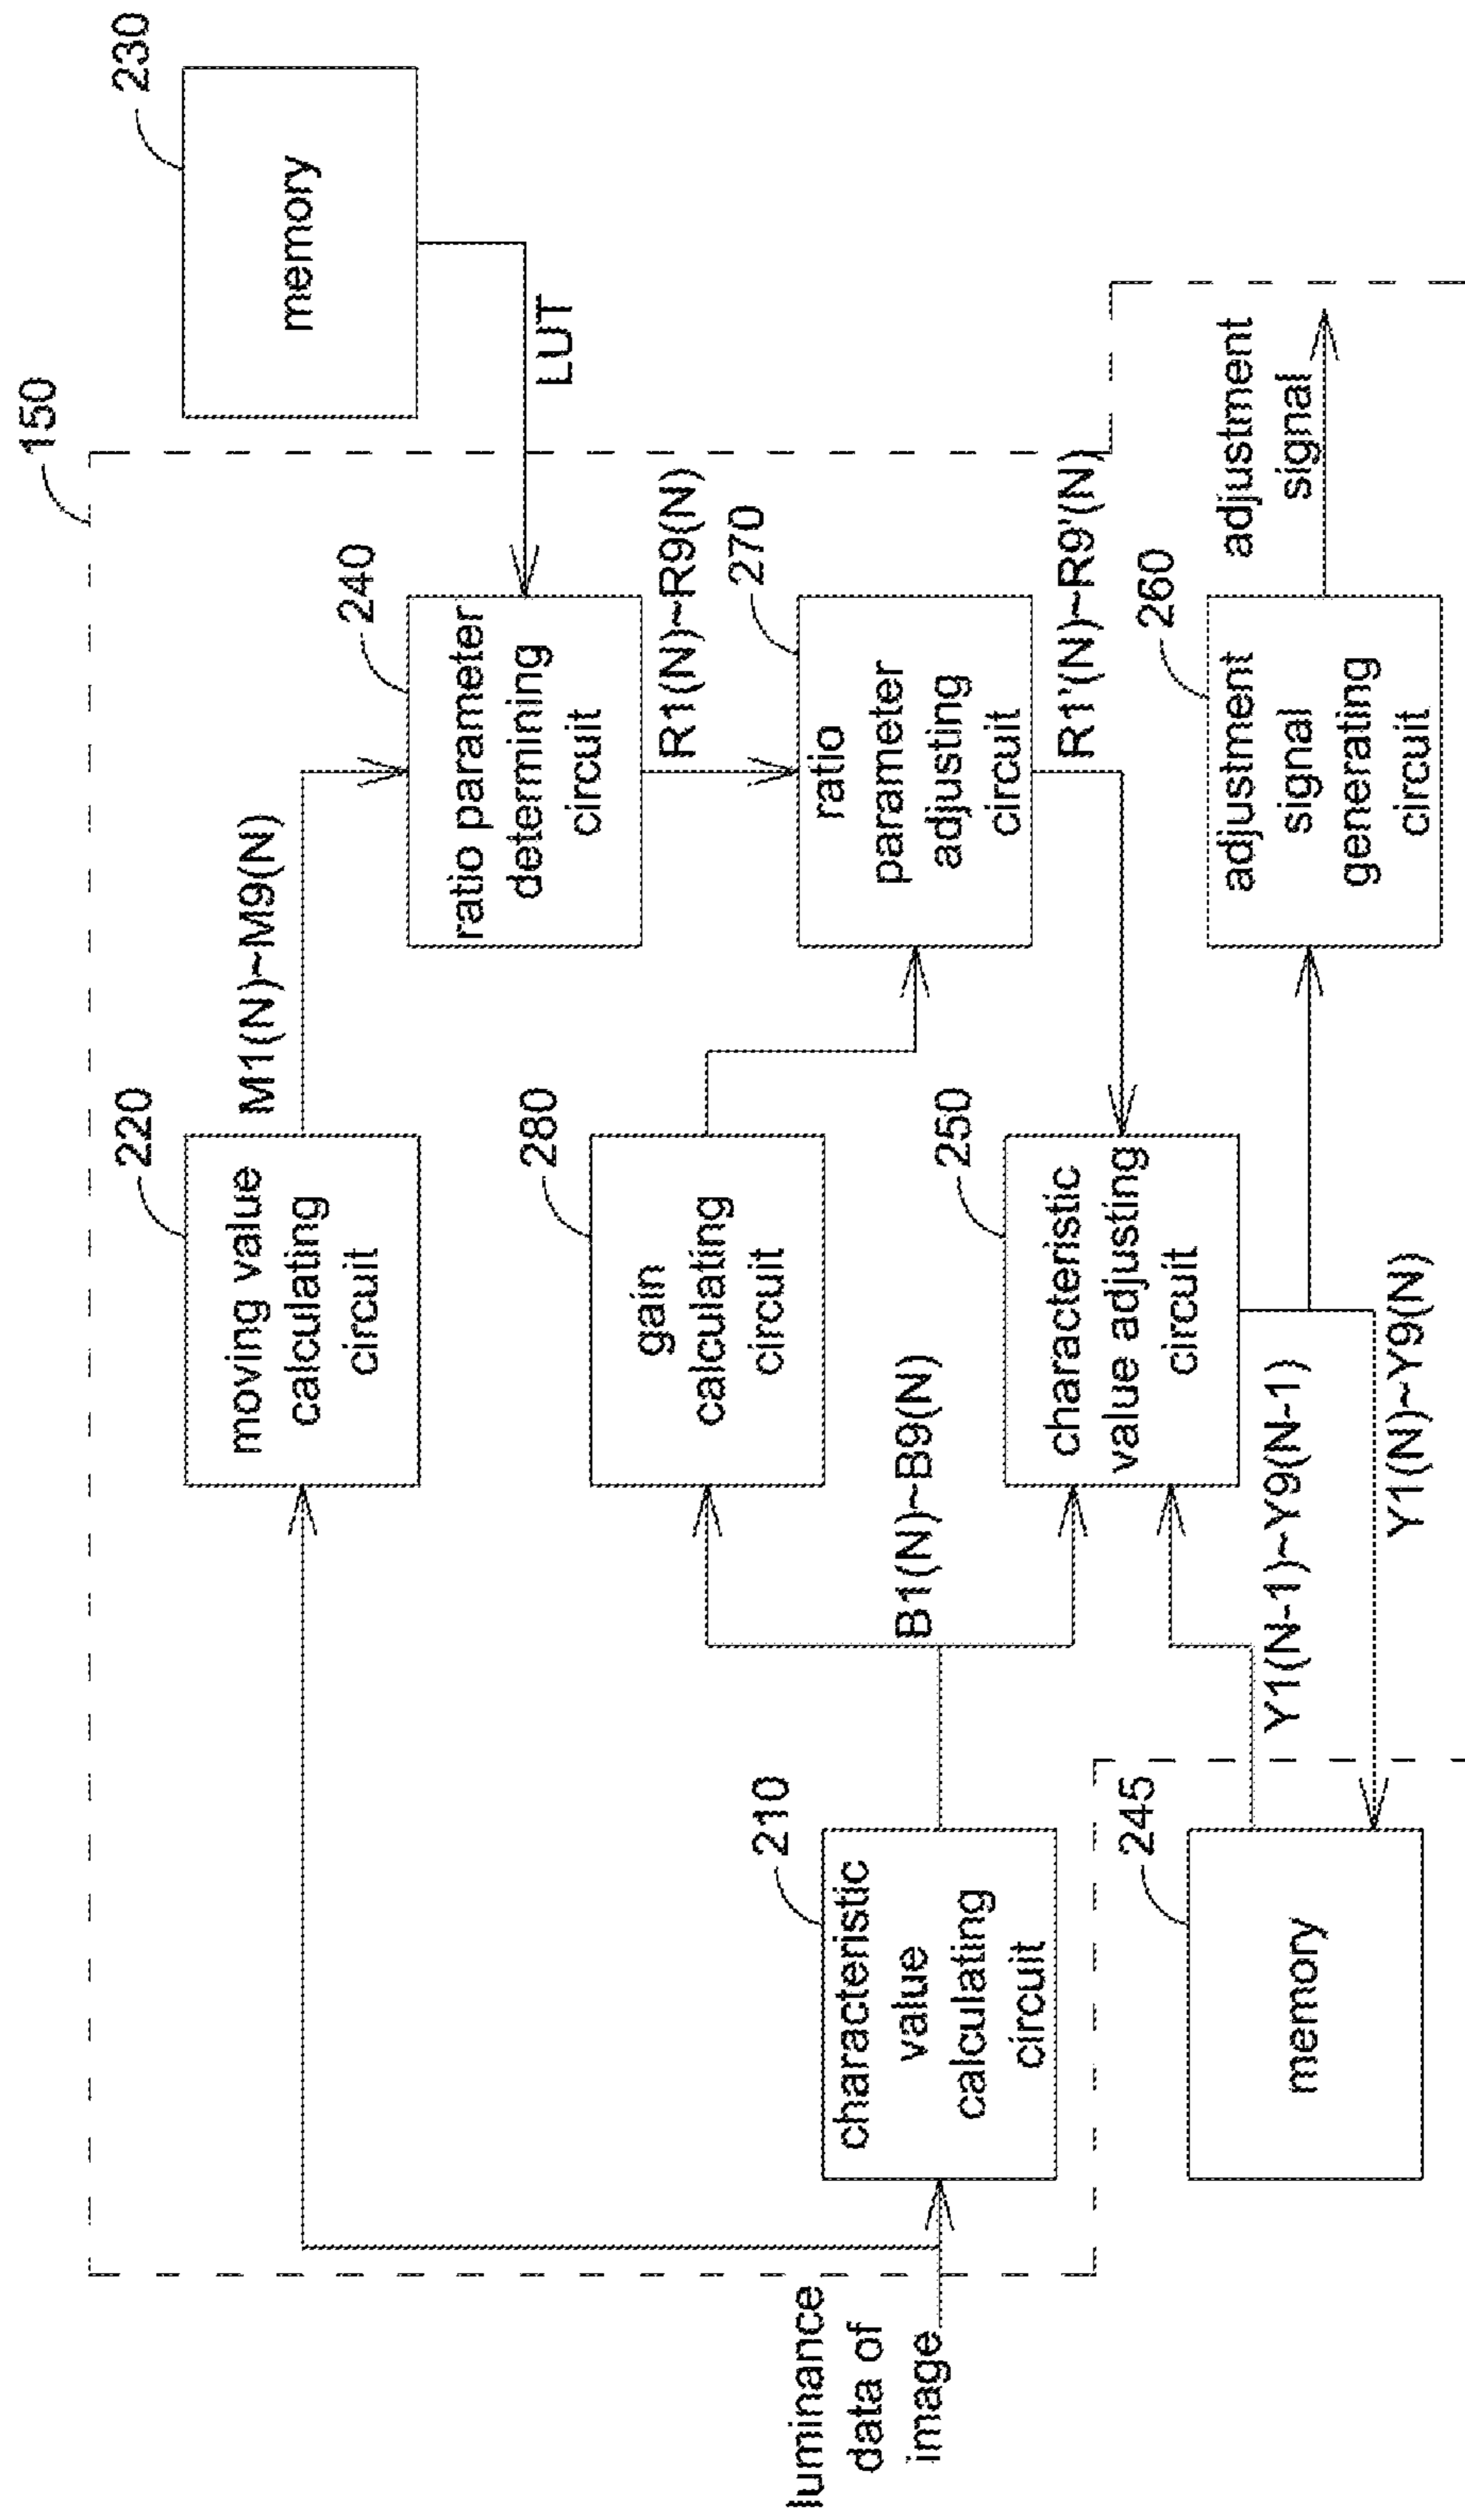 150
230
memory
LUT
220
moving value
calculating
circuit
M1(N)~M9(N)
240
ratio parameter
determining
circuit
R1(N)~R9(N)
280
gain
calculating
circuit
270
ratio
parameter
adjusting
circuit
R1'(N)~R9'(N)
luminance
data of
image
210
characteristic
value
calculating
circuit
B1(N)~B9(N)
250
characteristic
value adjusting
circuit
260
adjustment
signal
generating
circuit
adjustment
signal
245
memory
Y1(N-1)~Y9(N-1)
Y1(N)~Y9(N)